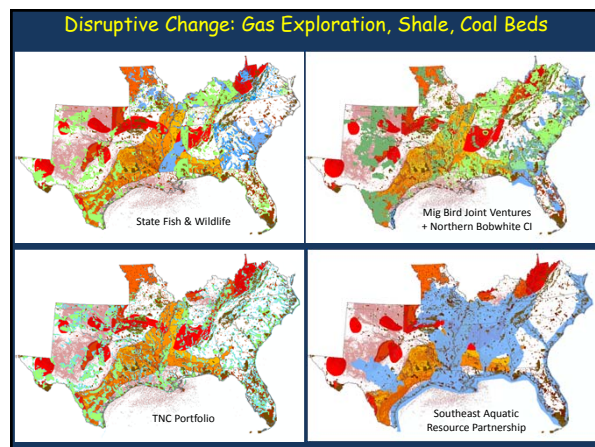 Disruptive Change: Gas Exploration, Shale, Coal Beds
State Fish & Wildlife
Mig Bird Joint Ventures
+ Northern Bobwhite CI
TNC Portfolio
Southeast Aquatic
Resource Partnership